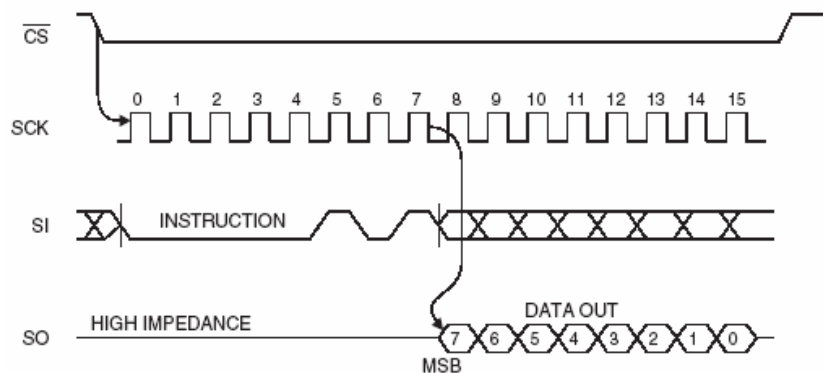 CS
0 1 2 3 4 5 6 7 8 9 10 11 12 13 14 15
SCK
SI
INSTRUCTION
HIGH IMPEDANCE
DATA OUT
SO
7 6 5 4 3 2 1 0
MSB